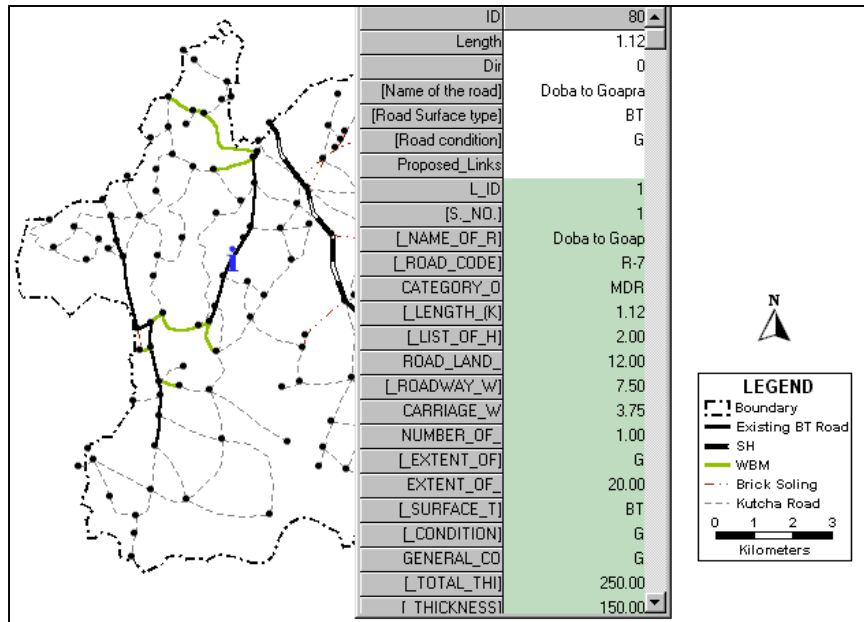 ID 80
Length 1.12
Dir 0
[Name of the road] Doba to Goapra
[Road Surface type] BT
[Road condition] G
Proposed_Links
L_ID 1
[S._NO.] 1
[_NAME_OF_R] Doba to Goap
[_ROAD_CODE] R-7
CATEGORY_O MDR
[_LENGTH_(K] 1.12
[_LIST_OF_H] 2.00
ROAD_LAND_ 12.00
[_ROADWAY_W] 7.50
CARRIAGE_W 3.75
NUMBER_OF_ 1.00
[_EXTENT_OF] G
EXTENT_OF_ 20.00
[_SURFACE_T] BT
[_CONDITION] G
GENERAL_CO G
[_TOTAL_THI] 250.00
[_THICKNESS] 150.00
i
N
LEGEND
Boundary
Existing BT Road
SH
WBM
Brick Soling
Kutcha Road
0 1 2 3
Kilometers